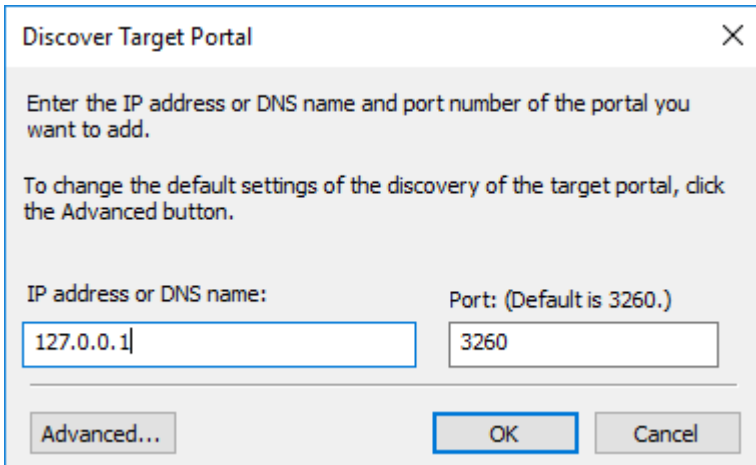 Discover Target Portal
Enter the IP address or DNS name and port number of the portal you
want to add.
To change the default settings of the discovery of the target portal, click
the Advanced button.
IP address or DNS name:
Port: (Default is 3260.)
127.0.0.1
3260
Advanced...
OK
Cancel